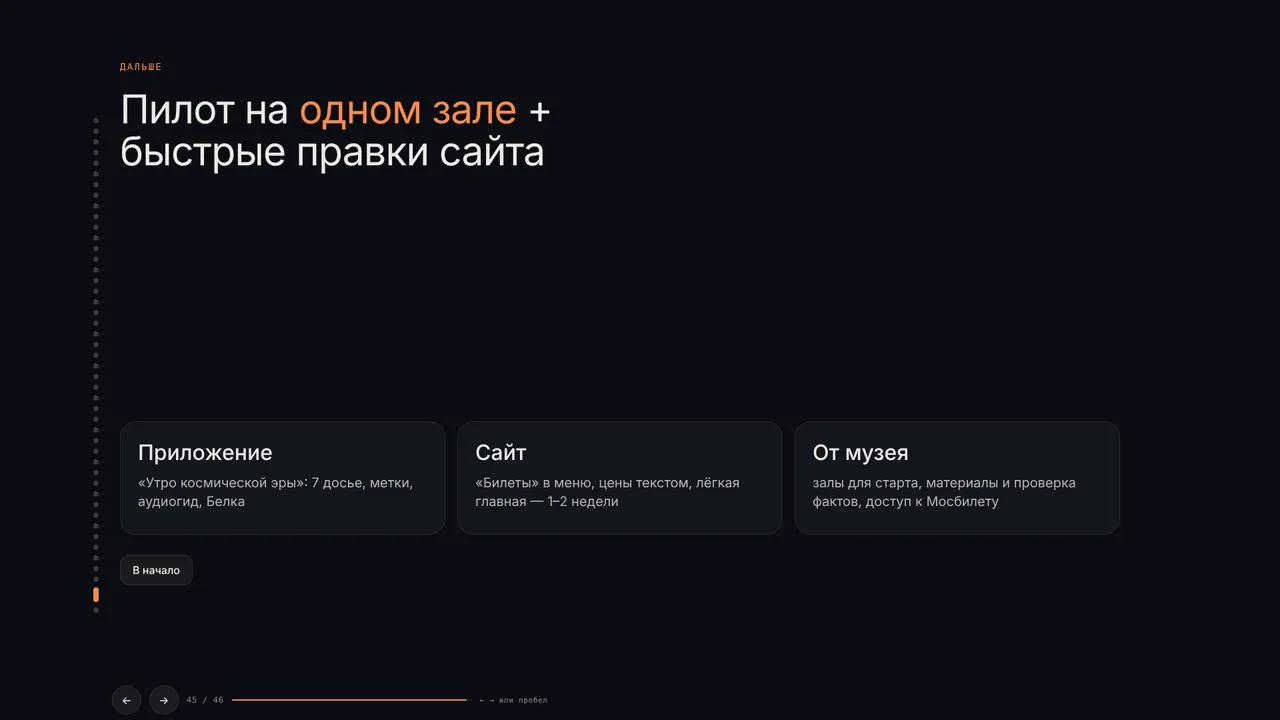 ДАЛЬШЕ
Пилот на одном зале +
быстрые правки сайта
Приложение
«Утро космической эры»: 7 досье, метки,
аудиогид, Белка
Сайт
«Билеты» в меню, цены текстом, лёгкая
главная — 1–2 недели
От музея
залы для старта, материалы и проверка
фактов, доступ к Мосбилету
В начало
← → 45 / 46 ← → или пробел